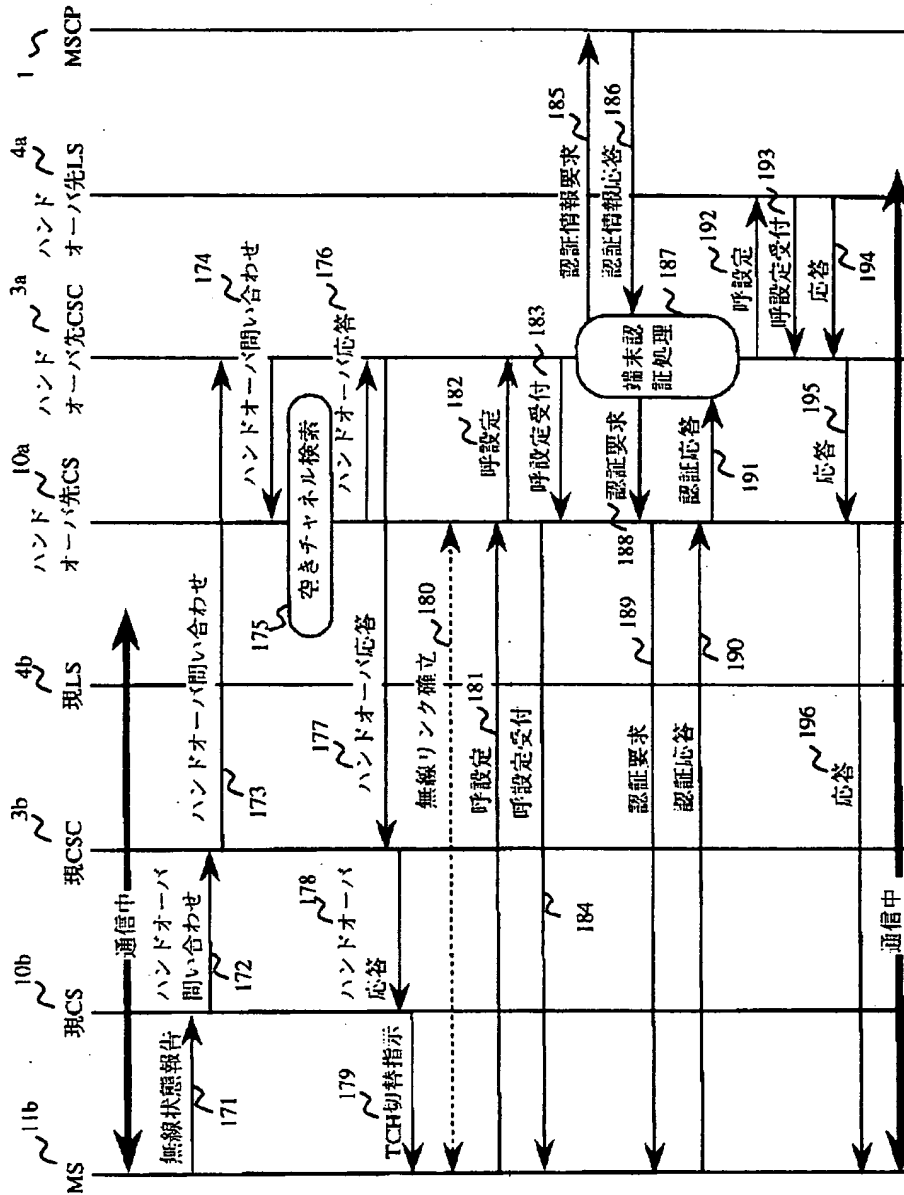 11b
MS
10b
現CS
3b
現CSC
4b
現LS
10a
ハンド
オーバ先CS
3a
ハンド
オーバ先CSC
4a
ハンド
オーバ先LS
1
MSCP
通信中
無線状態報告
171
ハンドオーバ
問い合わせ
172
ハンドオーバ問い合わせ
173
174
ハンドオーバ問い合わせ
175
空きチャネル検索
176
ハンドオーバ応答
177
ハンドオーバ応答
178
ハンドオーバ
応答
179
TCH切替指示
無線リンク確立
180
呼設定
181
182
呼設定
183
呼設定受付
呼設定受付
184
認証情報要求
185
認証情報応答
186
端末認
証処理
187
認証要求
188
認証要求
189
認証応答
190
認証応答
191
192
呼設定
呼設定受付
193
応答
194
195
応答
196
応答
通信中